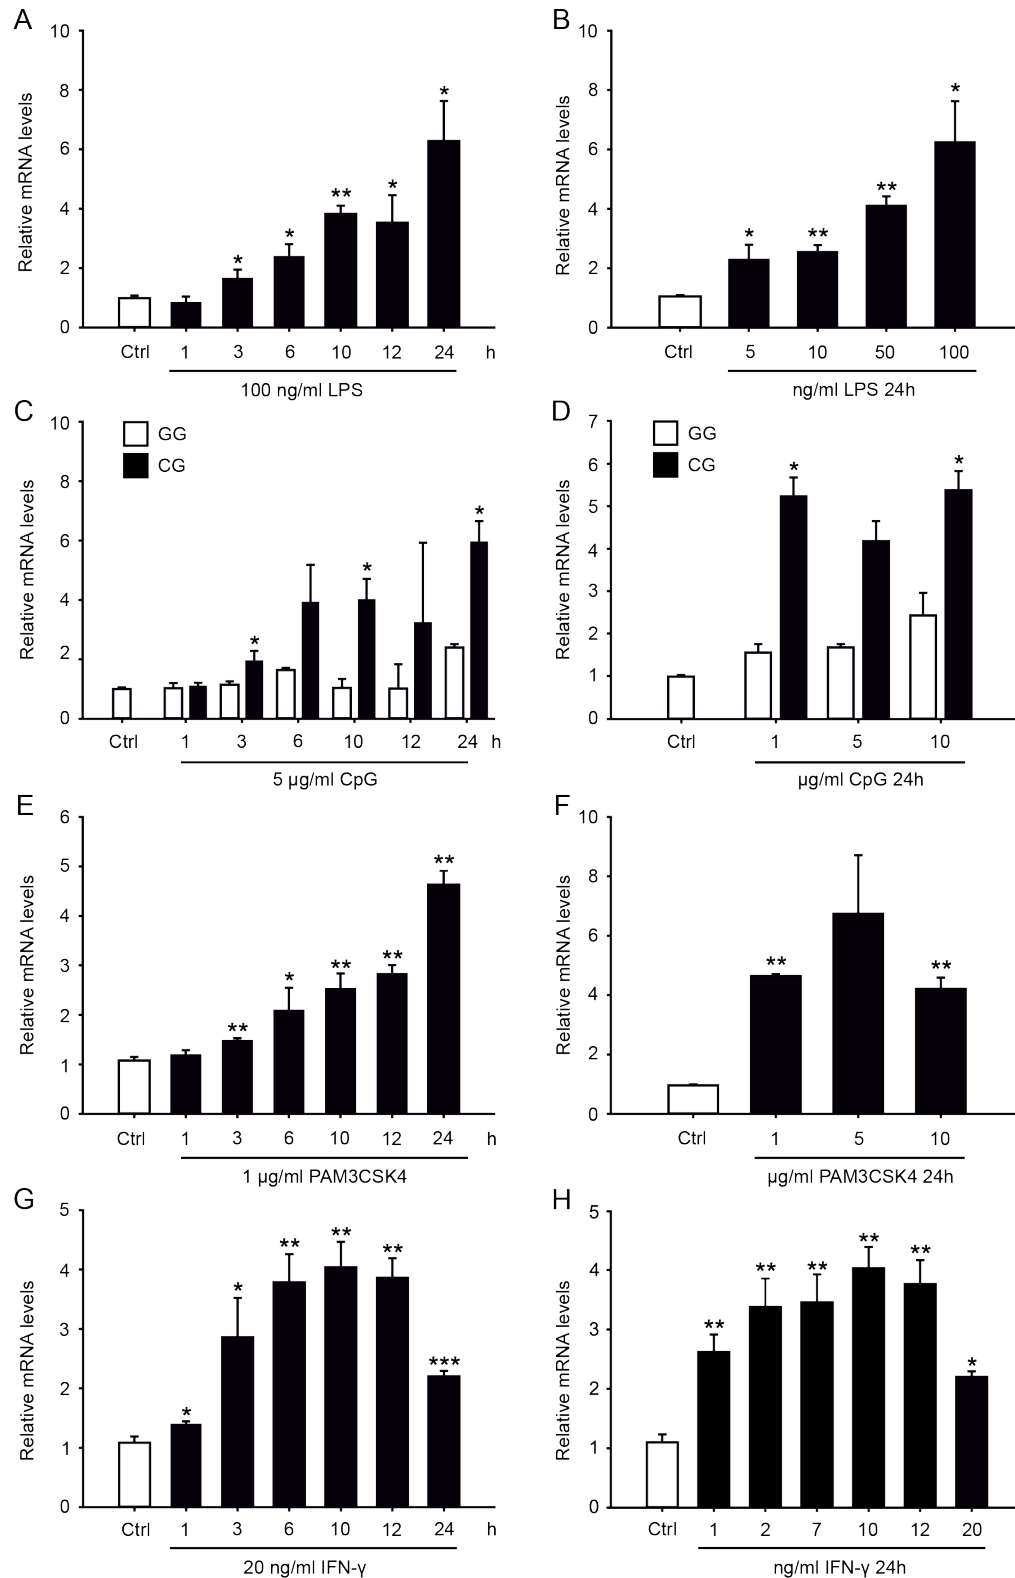 A
Relative mRNA levels
10
8
6
4
2
0
*
*
**
*
*
Ctrl 1 3 6 10 12 24 h
100 ng/ml LPS
B
Relative mRNA levels
10
8
6
4
2
0
*
**
**
*
Ctrl 5 10 50 100
ng/ml LPS 24h
C
Relative mRNA levels
10
8
6
4
2
0
GG
CG
*
*
*
Ctrl 1 3 6 10 12 24 h
5 µg/ml CpG
D
Relative mRNA levels
7
6
5
4
3
2
1
0
GG
CG
*
*
Ctrl 1 5 10
µg/ml CpG 24h
E
Relative mRNA levels
6
5
4
3
2
1
0
**
*
**
**
**
Ctrl 1 3 6 10 12 24 h
1 µg/ml PAM3CSK4
F
Relative mRNA levels
10
8
6
4
2
0
**
**
Ctrl 1 5 10
µg/ml PAM3CSK4 24h
G
Relative mRNA levels
5
4
3
2
1
0
*
*
**
**
**
***
Ctrl 1 3 6 10 12 24 h
20 ng/ml IFN-γ
H
Relative mRNA levels
5
4
3
2
1
0
**
**
**
**
**
*
Ctrl 1 2 7 10 12 20
ng/ml IFN-γ 24h